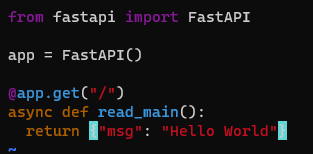 from fastapi import FastAPI

app = FastAPI()

@app.get("/")
async def read_main():
  return {"msg": "Hello World"}
~